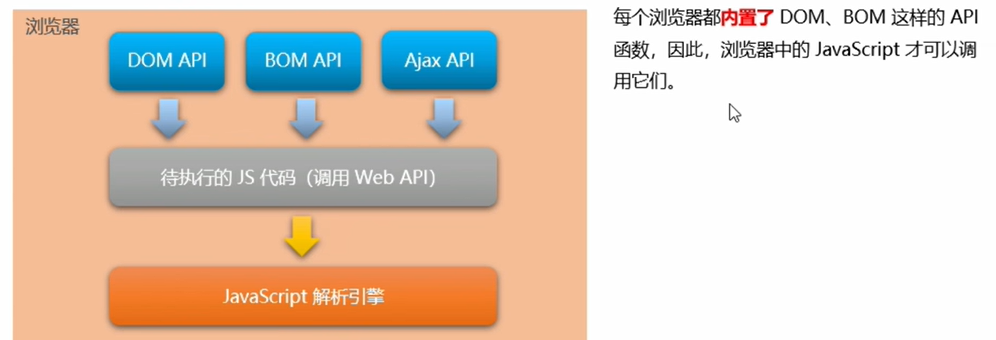 浏览器
DOM API
BOM API
Ajax API
待执行的 JS 代码（调用 Web API）
JavaScript 解析引擎
每个浏览器都内置了 DOM、BOM 这样的 API
函数，因此，浏览器中的 JavaScript 才可以调
用它们。